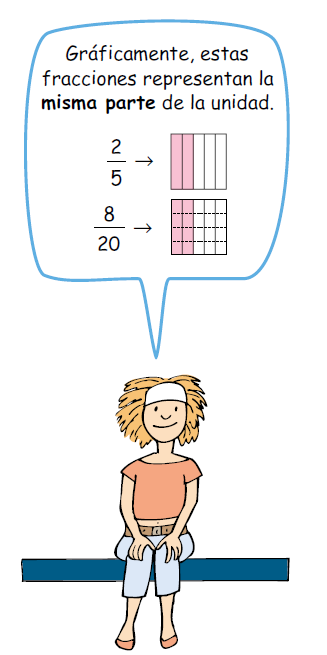 Gráficamente, estas
fracciones representan la
misma parte de la unidad.
2
5 →
8
20 →